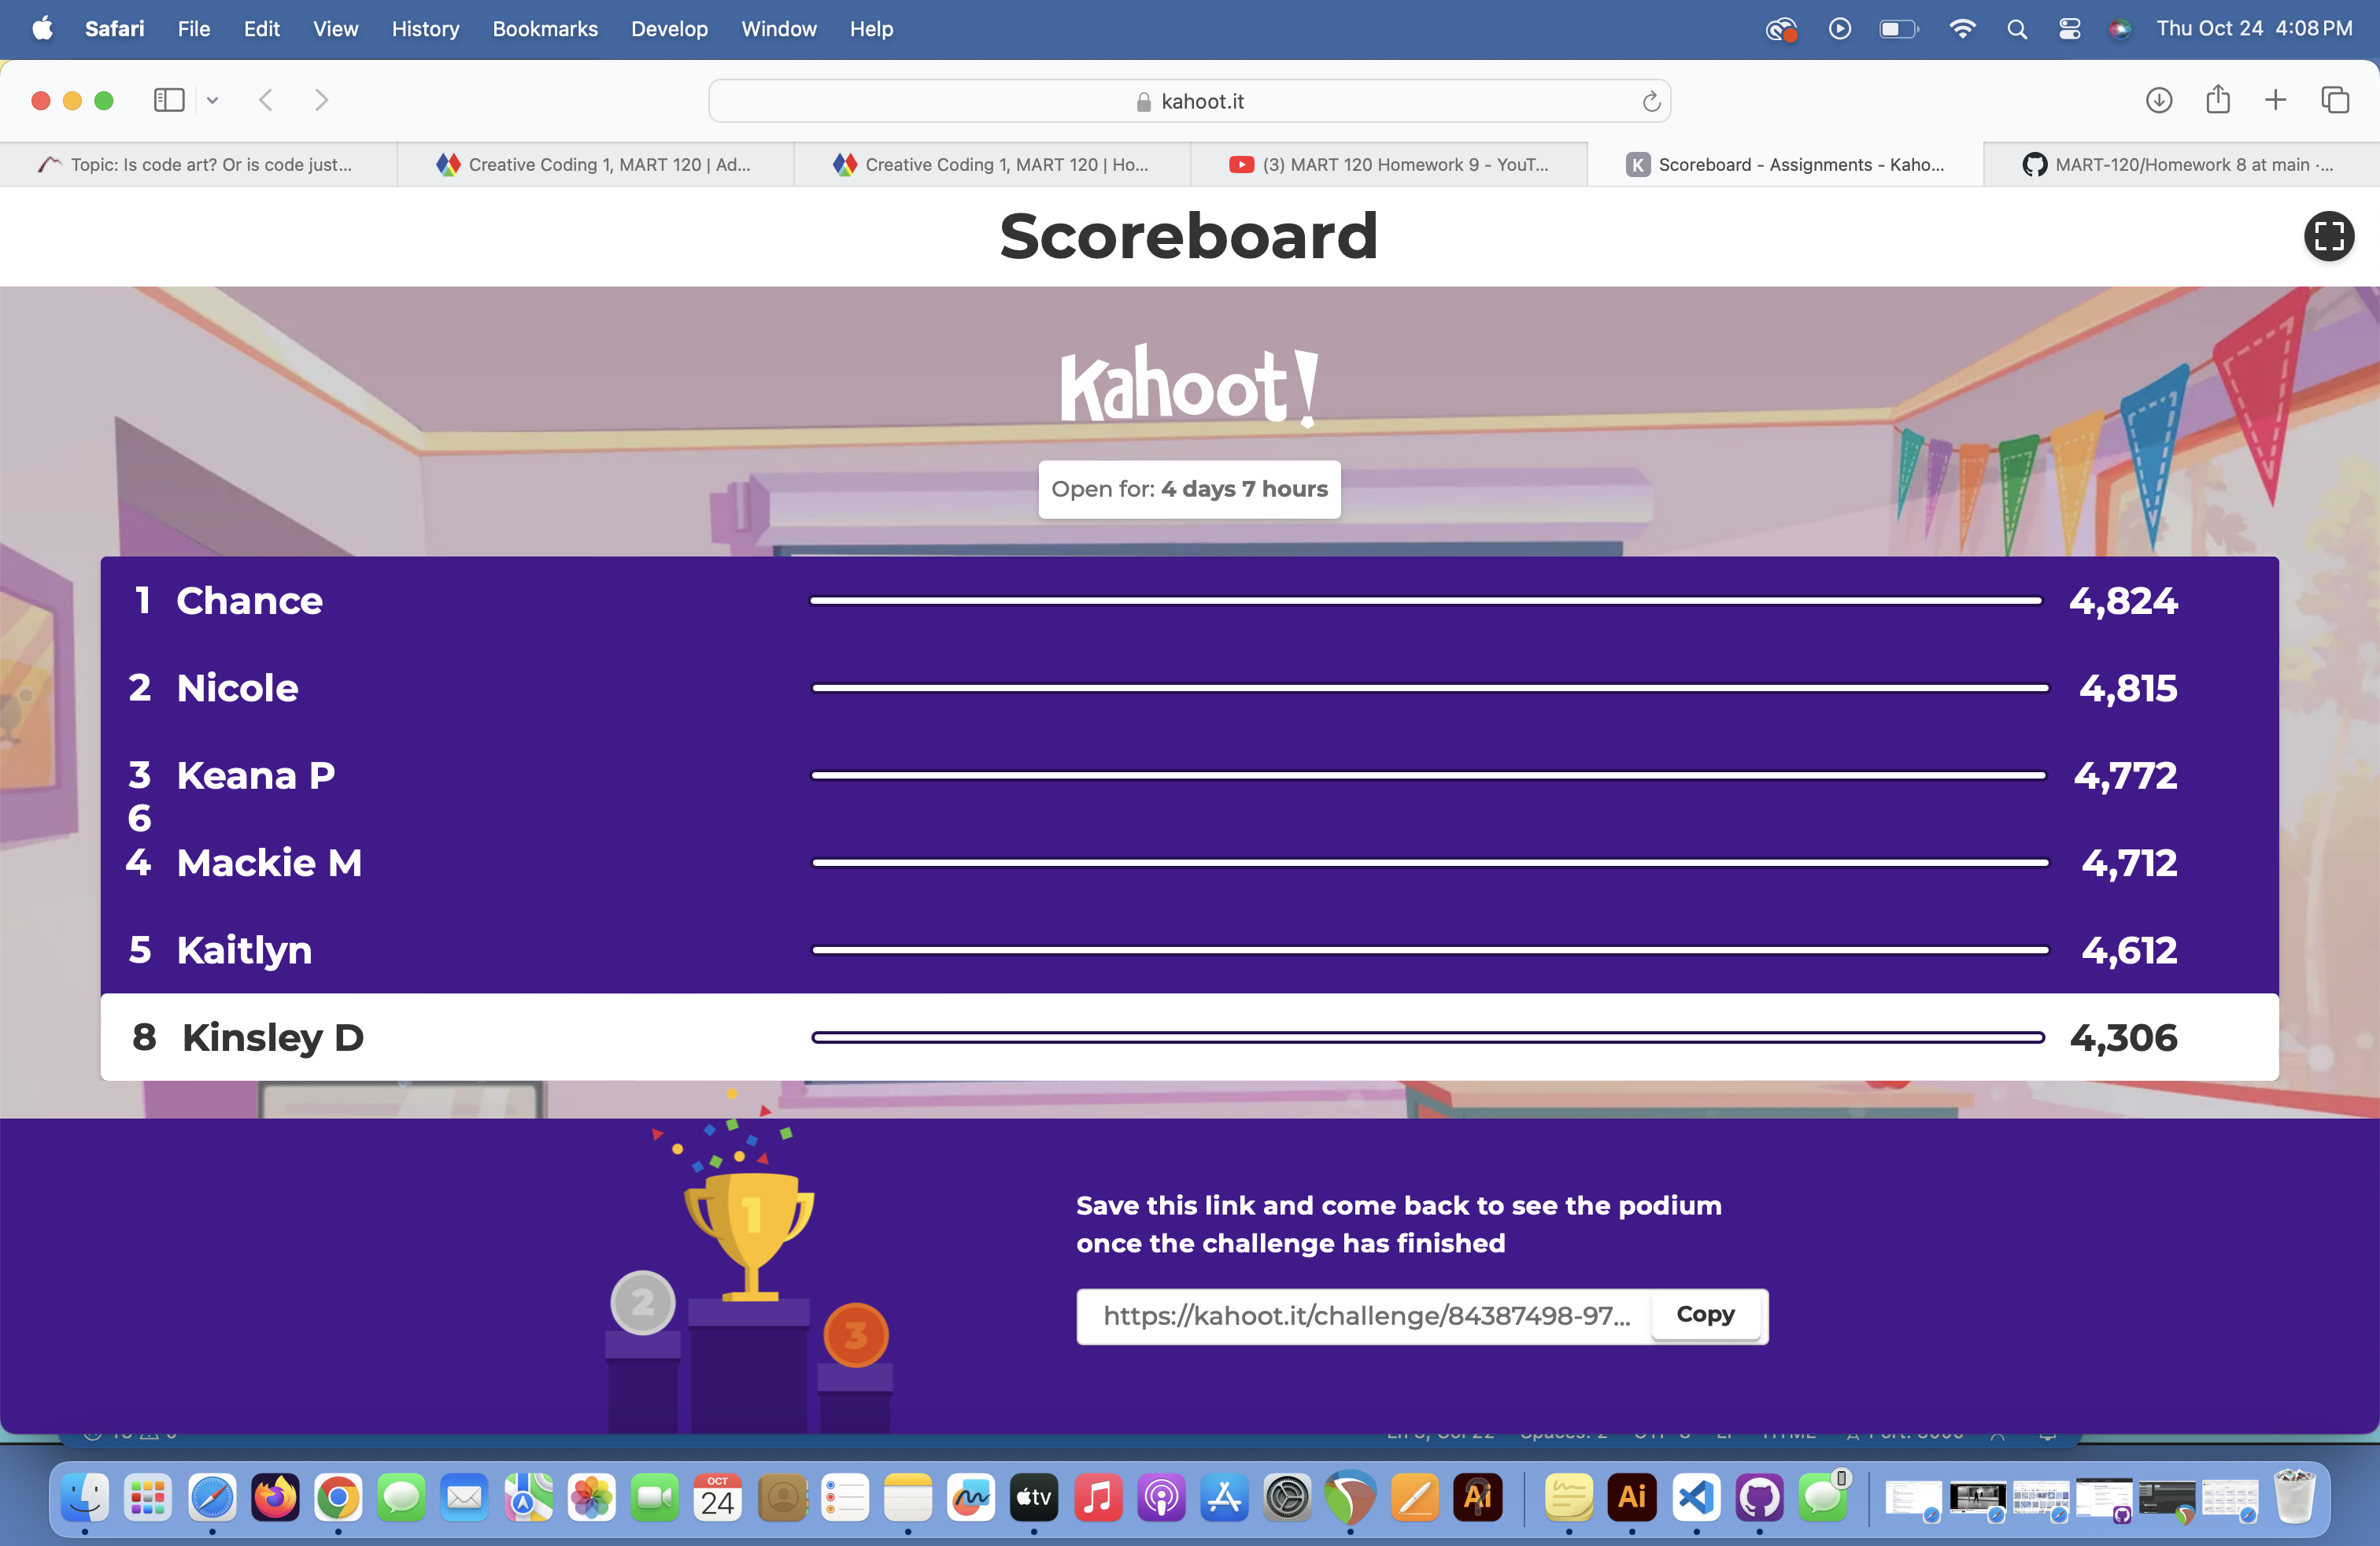 Safari File Edit View History Bookmarks Develop Window Help Thu Oct 24 4:08 PM
kahoot.it
Topic: Is code art? Or is code just...
Creative Coding 1, MART 120 | Ad...
Creative Coding 1, MART 120 | Ho...
(3) MART 120 Homework 9 - YouT...
K Scoreboard - Assignments - Kaho...
MART-120/Homework 8 at main ·...
Scoreboard
Kahoot!
Open for: 4 days 7 hours
1 Chance 4,824
2 Nicole 4,815
3 Keana P 4,772
6
4 Mackie M 4,712
5 Kaitlyn 4,612
8 Kinsley D 4,306
1
2
3
Save this link and come back to see the podium
once the challenge has finished
https://kahoot.it/challenge/84387498-97... Copy
OCT
24
tv
Ai
Ai